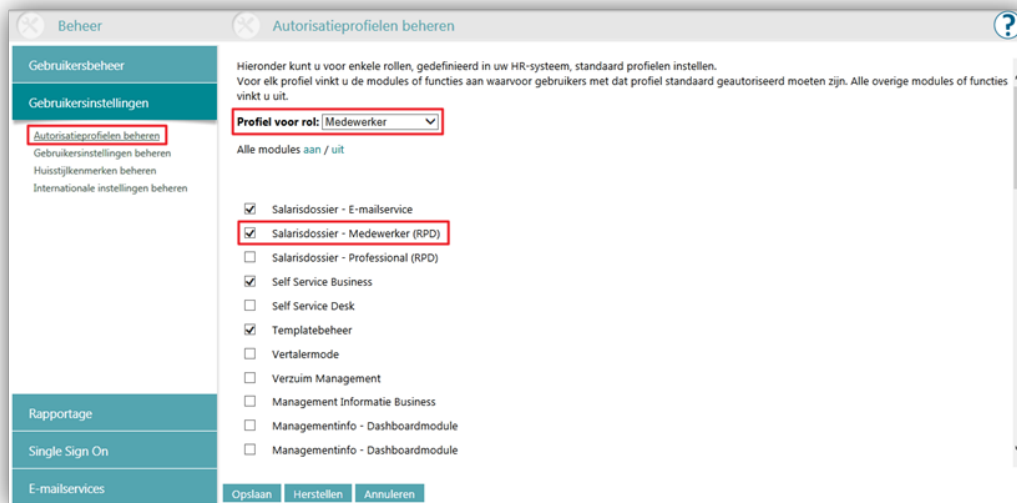 Beheer
Autorisatieprofielen beheren
?
Gebruikersbeheer
Gebruikersinstellingen
Autorisatieprofielen beheren
Gebruikersinstellingen beheren
Huisstijlkenmerken beheren
Internationale instellingen beheren
Rapportage
Single Sign On
E-mailservices
Hieronder kunt u voor enkele rollen, gedefinieerd in uw HR-systeem, standaard profielen instellen.
Voor elk profiel vinkt u de modules of functies aan waarvoor gebruikers met dat profiel standaard geautoriseerd moeten zijn. Alle overige modules of functies
vinkt u uit.
Profiel voor rol: Medewerker
Alle modules aan / uit
Salarisdossier - E-mailservice
Salarisdossier - Medewerker (RPD)
Salarisdossier - Professional (RPD)
Self Service Business
Self Service Desk
Templatebeheer
Vertalermode
Verzuim Management
Management Informatie Business
Managementinfo - Dashboardmodule
Managementinfo - Dashboardmodule
Opslaan Herstellen Annuleren